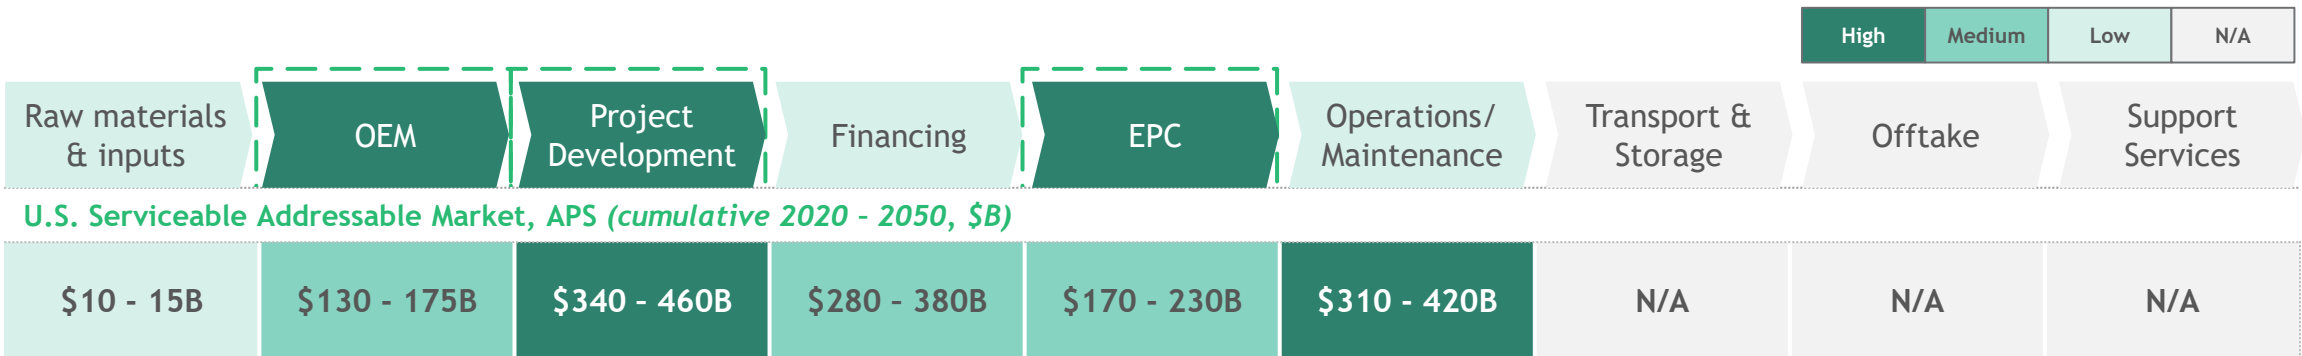 High Medium Low N/A
Raw materials
& inputs
OEM
Project
Development
Financing
EPC
Operations/
Maintenance
Transport &
Storage
Offtake
Support
Services
U.S. Serviceable Addressable Market, APS (cumulative 2020 – 2050, $B)
$10 - 15B $130 - 175B $340 – 460B $280 – 380B $170 - 230B $310 - 420B N/A N/A N/A